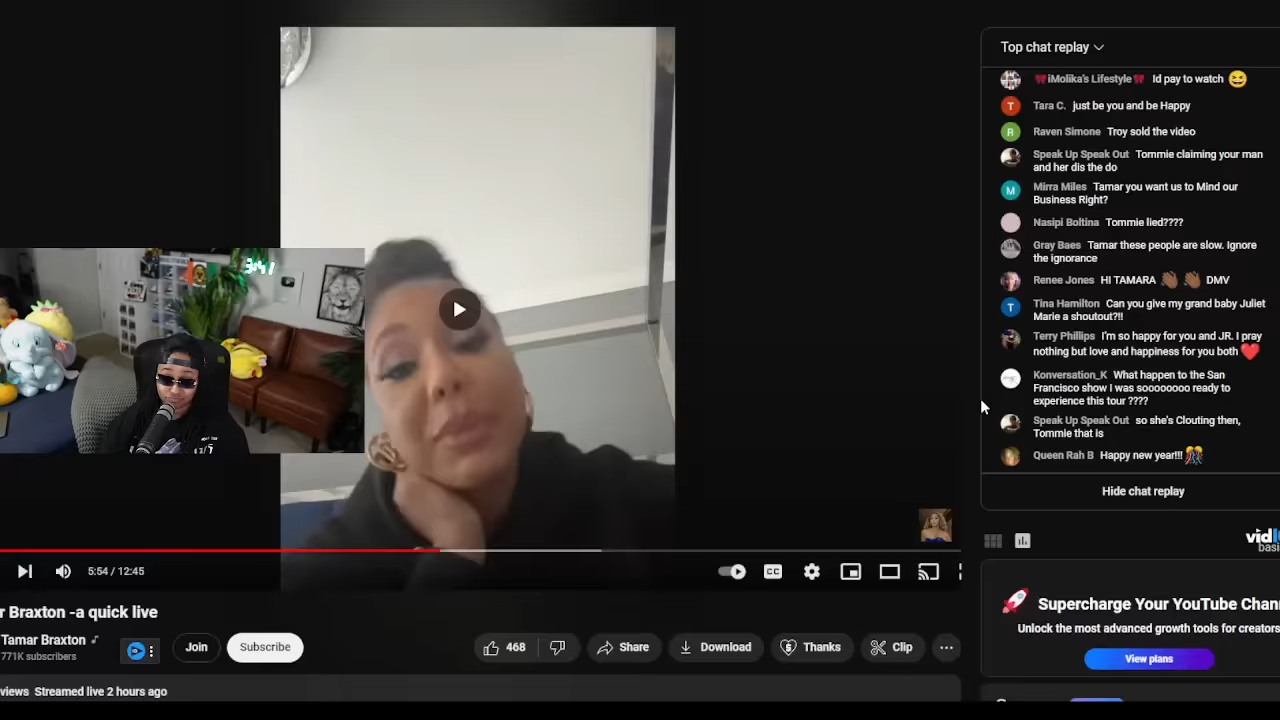 Top chat replay
iMolika's Lifestyle Id pay to watch
Tara C. just be you and be Happy
Raven Simone Troy sold the video
Speak Up Speak Out Tommie claiming your man
and her dis the do
Mirra Miles Tamar you want us to Mind our
Business Right?
Nasipi Boltina Tommie lied????
Gray Baes Tamar these people are slow. Ignore
the ignorance
Renee Jones HI TAMARA DMV
Tina Hamilton Can you give my grand baby Juliet
Marie a shoutout?!!
Terry Phillips I'm so happy for you and JR. I pray
nothing but love and happiness for you both
Konversation_K What happen to the San
Francisco show I was soooooooo ready to
experience this tour ????
Speak Up Speak Out so she's Clouting then,
Tommie that is
Queen Rah B Happy new year!!!
Hide chat replay
3:41
5:54 / 12:45
CC
r Braxton -a quick live
Tamar Braxton
771K subscribers
Join
Subscribe
468
Share
Download
Thanks
Clip
views Streamed live 2 hours ago
vidI
basi
Supercharge Your YouTube Chan
Unlock the most advanced growth tools for creators
View plans